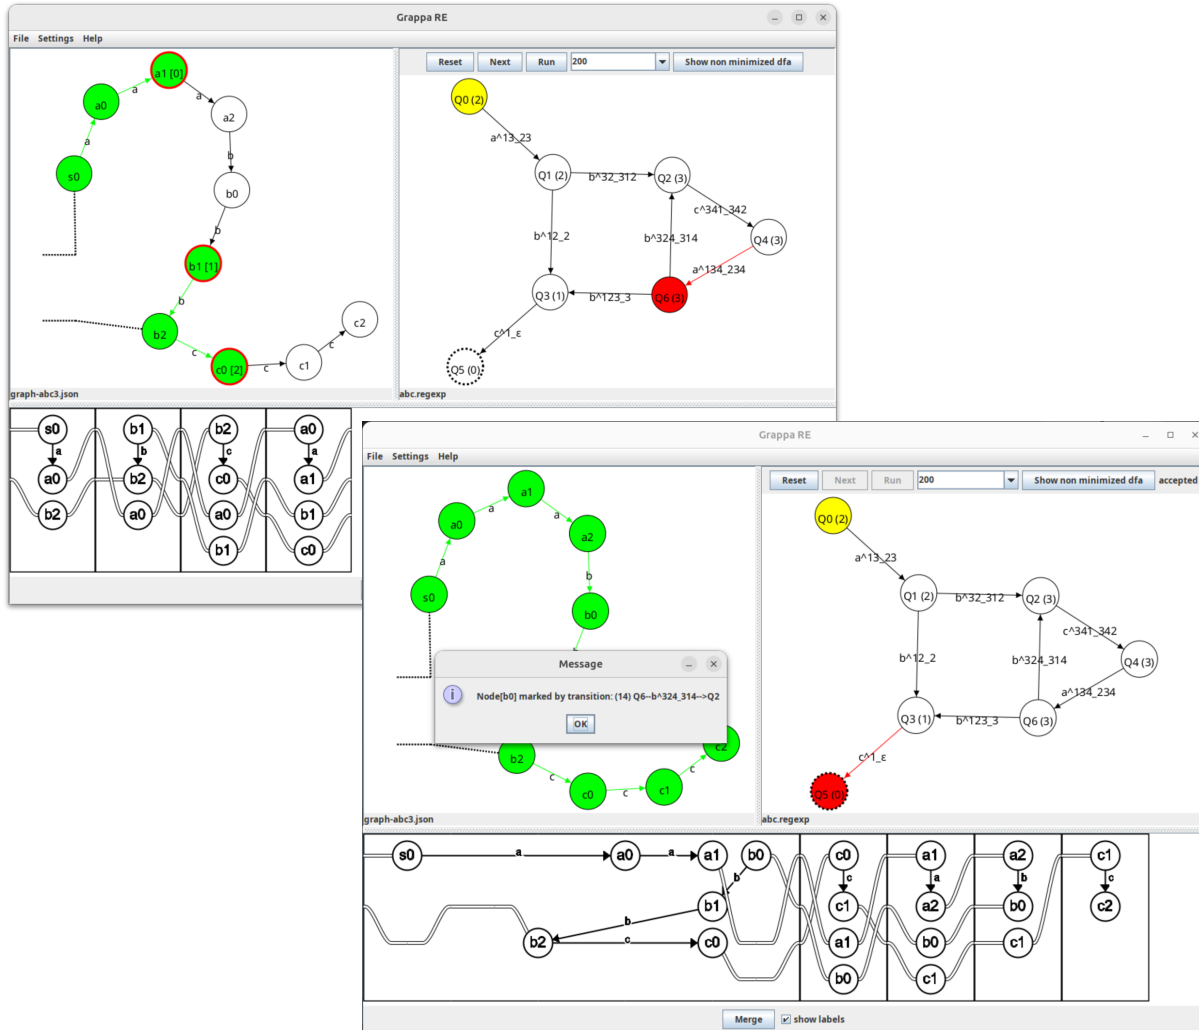 Grappa RE
File Settings Help
Reset Next Run 200 Show non minimized dfa
a1 [0]
a
a
a0
a2
a
b
s0
b0
b
b1 [1]
b
b2
c
c0 [2]
c
c1
c
c2
Q0 (2)
a^13_23
Q1 (2)
b^32_312
Q2 (3)
c^341_342
b^12_2
b^324_314
Q4 (3)
a^134_234
Q3 (1)
b^123_3
Q6 (3)
c^1_ε
Q5 (0)
graph-abc3.json
abc.regexp
s0 b1 b2 a0
a b c a
a0 b2 c0 a1
b2 a0 a0 b1
b1 c0
Grappa RE
File Settings Help
Reset Next Run 200 Show non minimized dfa accepted
a1
a
a
a0
a2
a
b
s0
b0
Message
Node[b0] marked by transition: (14) Q6--b^324_314-->Q2
OK
b2
c
c0
c
c1
c
c2
Q0 (2)
a^13_23
Q1 (2)
b^32_312
Q2 (3)
c^341_342
b^12_2
b^324_314
Q4 (3)
a^134_234
Q3 (1)
b^123_3
Q6 (3)
c^1_ε
Q5 (0)
graph-abc3.json
abc.regexp
s0 a a0 a a1 b0 c0 a1 a2 c1
b c a b c
b1 c1 a2 b0 c2
b
b2 c c0 a1 b0 c1
b0 c1
Merge show labels